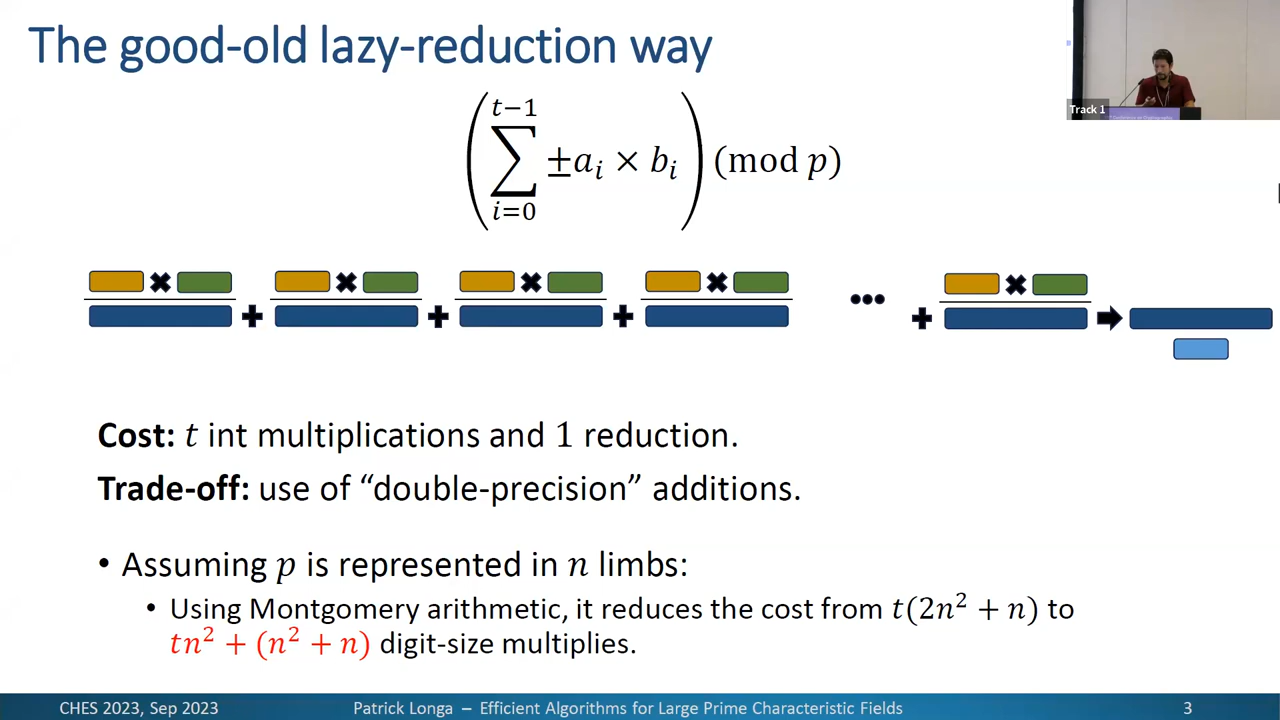 The good-old lazy-reduction way
Track 1
(∑_{i=0}^{t−1} ±a_i × b_i) (mod p)
Cost: t int multiplications and 1 reduction.
Trade-off: use of “double-precision” additions.
• Assuming p is represented in n limbs:
• Using Montgomery arithmetic, it reduces the cost from t(2n² + n) to
tn² + (n² + n) digit-size multiplies.
CHES 2023, Sep 2023 Patrick Longa – Efficient Algorithms for Large Prime Characteristic Fields 3